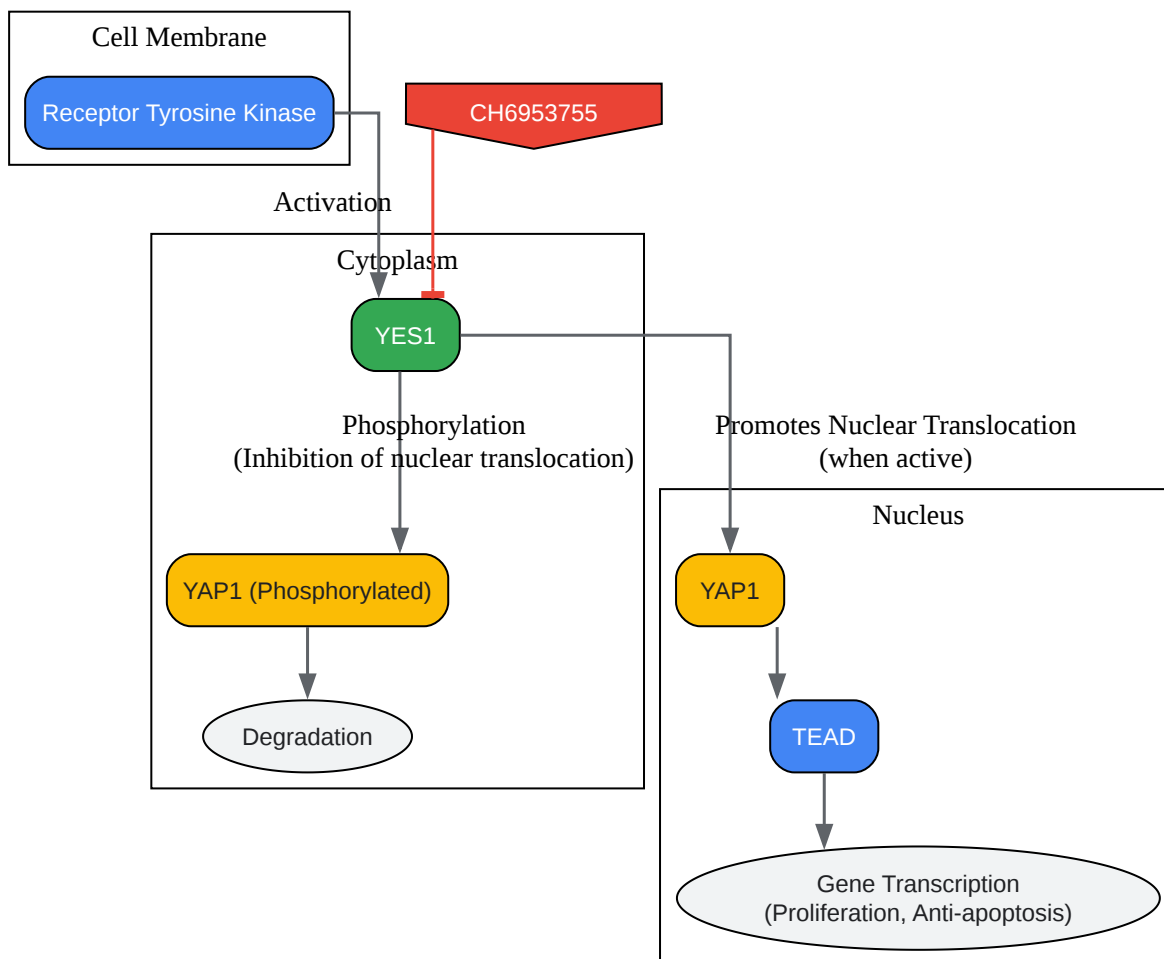 Cell Membrane
Receptor Tyrosine Kinase
CH6953755
Activation
Cytoplasm
YES1
Phosphorylation
(Inhibition of nuclear translocation)
Promotes Nuclear Translocation
(when active)
Nucleus
YAP1 (Phosphorylated)
YAP1
Degradation
TEAD
Gene Transcription
(Proliferation, Anti-apoptosis)